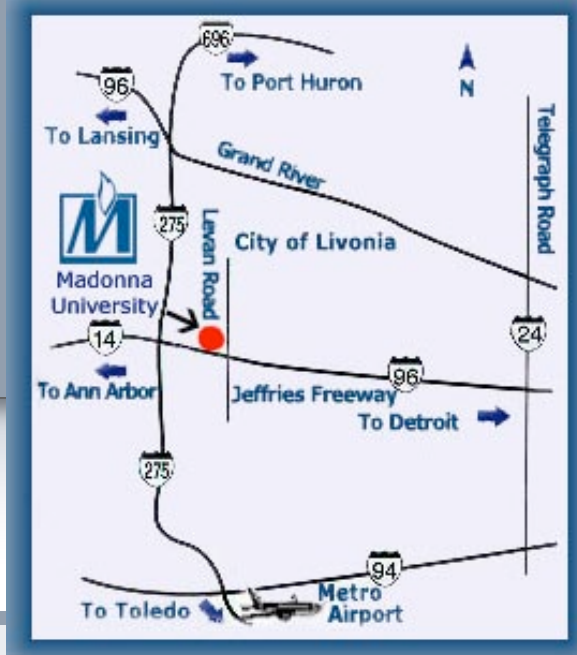 696
To Port Huron
96
To Lansing
N
Grand River
Telegraph Road
275
Levan Road
City of Livonia
M
Madonna
University
14
24
To Ann Arbor
96
Jeffries Freeway
To Detroit
275
94
Metro
Airport
To Toledo